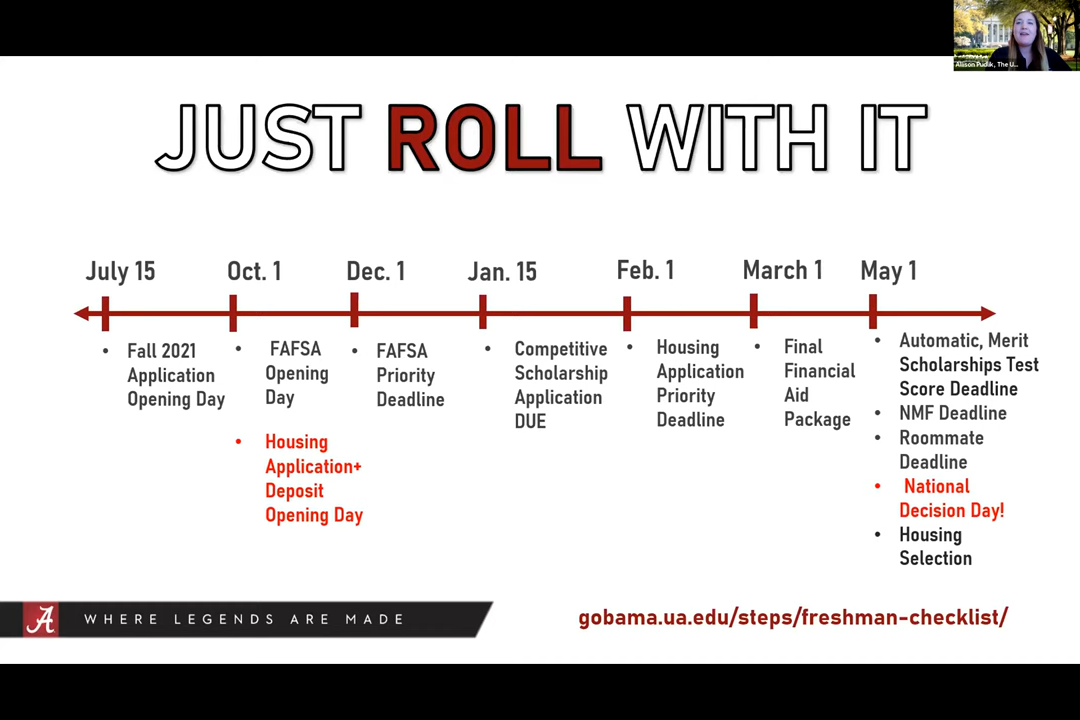 Alison Pudlik, The U...
JUST ROLL WITH IT
July 15
Oct. 1
Dec. 1
Jan. 15
Feb. 1
March 1
May 1
• Fall 2021
Application
Opening Day
• FAFSA
Opening
Day
• Housing
Application+
Deposit
Opening Day
• FAFSA
Priority
Deadline
• Competitive
Scholarship
Application
DUE
• Housing
Application
Priority
Deadline
• Final
Financial
Aid
Package
• Automatic, Merit
Scholarships Test
Score Deadline
• NMF Deadline
• Roommate
Deadline
• National
Decision Day!
• Housing
Selection
A WHERE LEGENDS ARE MADE
gobama.ua.edu/steps/freshman-checklist/